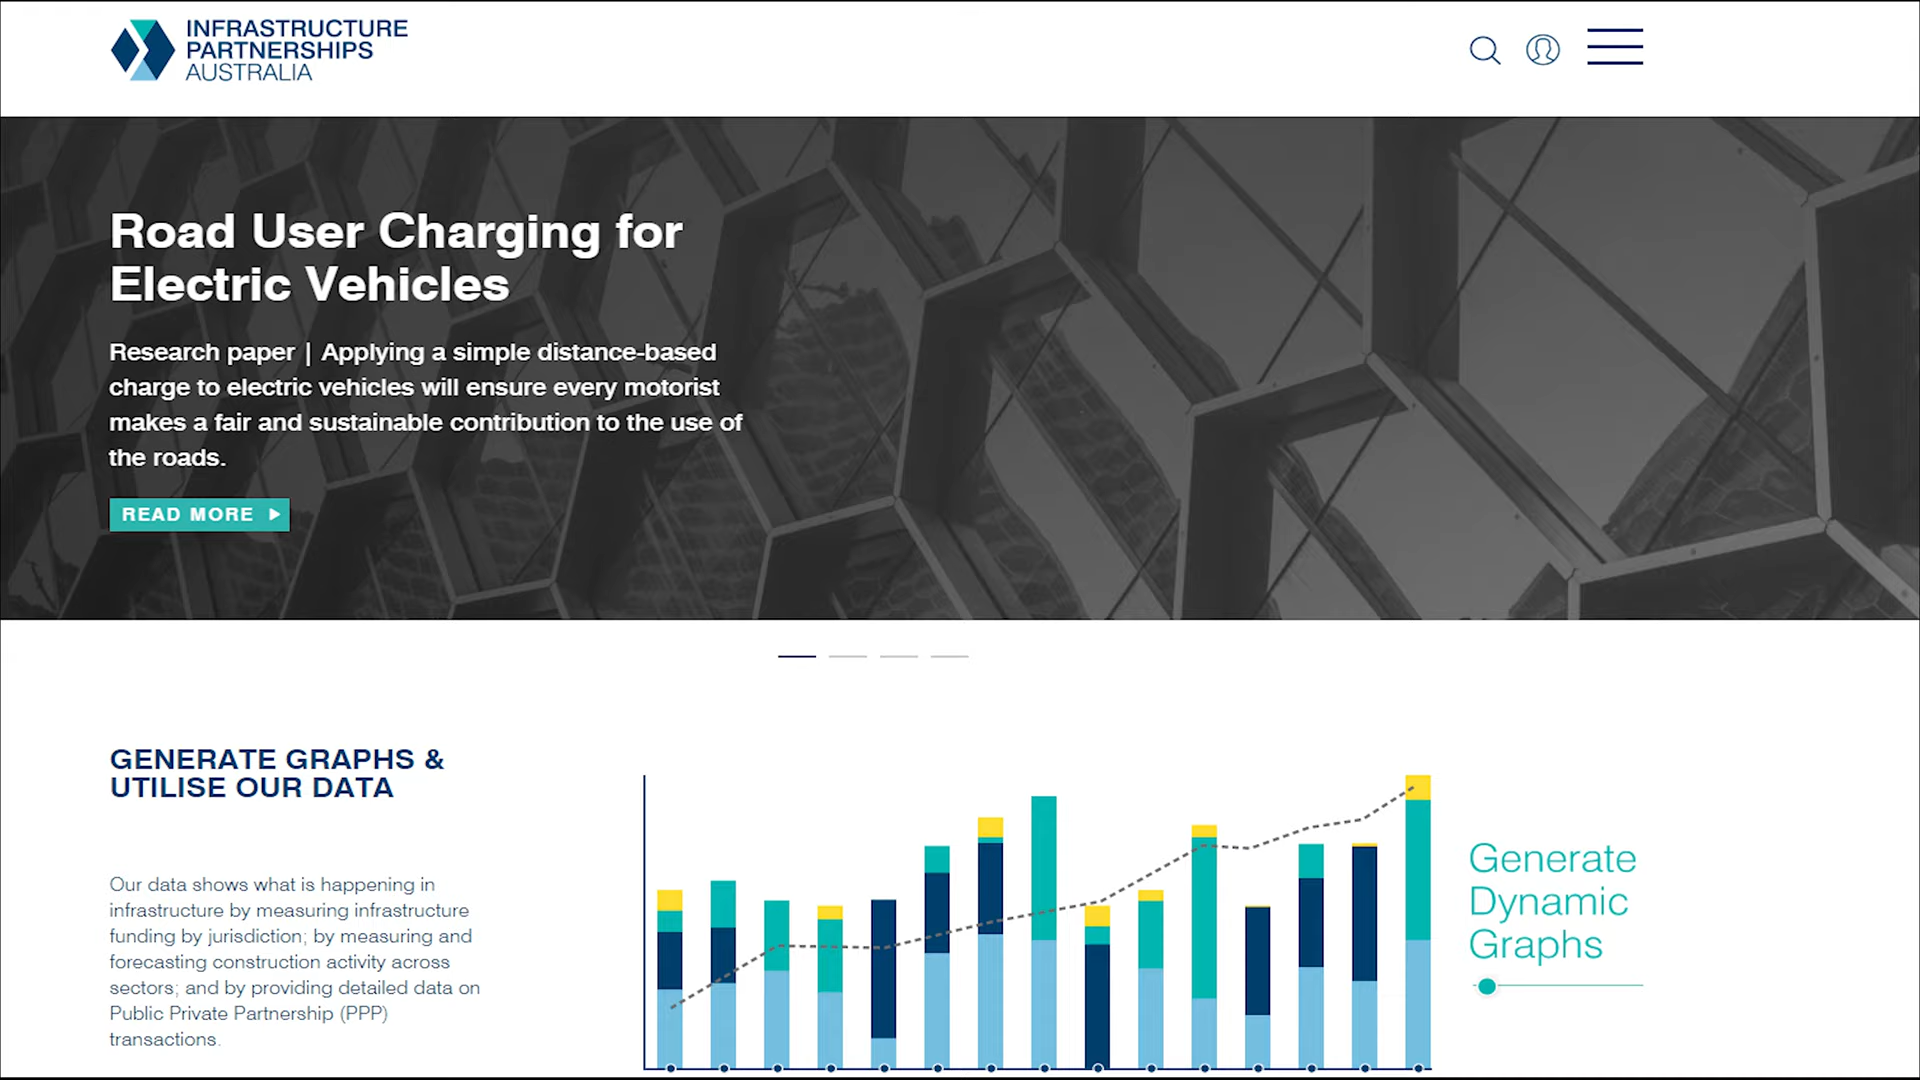 INFRASTRUCTURE
PARTNERSHIPS
AUSTRALIA
Road User Charging for
Electric Vehicles
Research paper | Applying a simple distance-based
charge to electric vehicles will ensure every motorist
makes a fair and sustainable contribution to the use of
the roads.
READ MORE
GENERATE GRAPHS &
UTILISE OUR DATA
Our data shows what is happening in
infrastructure by measuring infrastructure
funding by jurisdiction; by measuring and
forecasting construction activity across
sectors; and by providing detailed data on
Public Private Partnership (PPP)
transactions.
Generate
Dynamic
Graphs